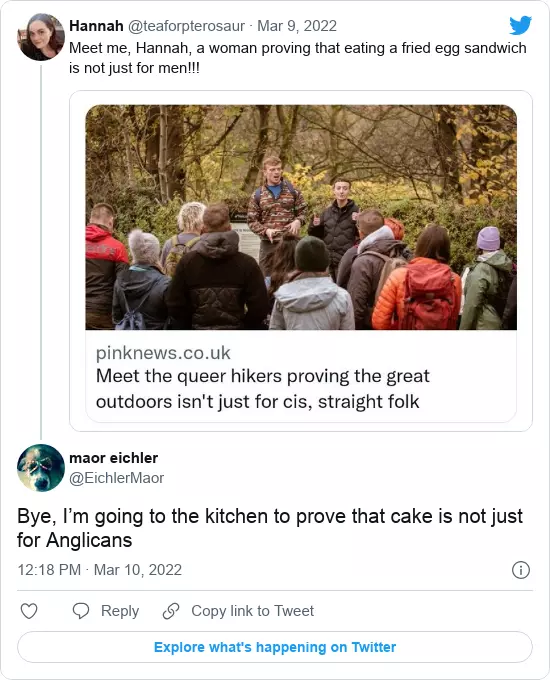 Hannah @teaforpterosaur · Mar 9, 2022
Meet me, Hannah, a woman proving that eating a fried egg sandwich
is not just for men!!!
pinknews.co.uk
Meet the queer hikers proving the great
outdoors isn't just for cis, straight folk
maor eichler
@EichlerMaor
Bye, I’m going to the kitchen to prove that cake is not just
for Anglicans
12:18 PM · Mar 10, 2022
Reply
Copy link to Tweet
Explore what's happening on Twitter